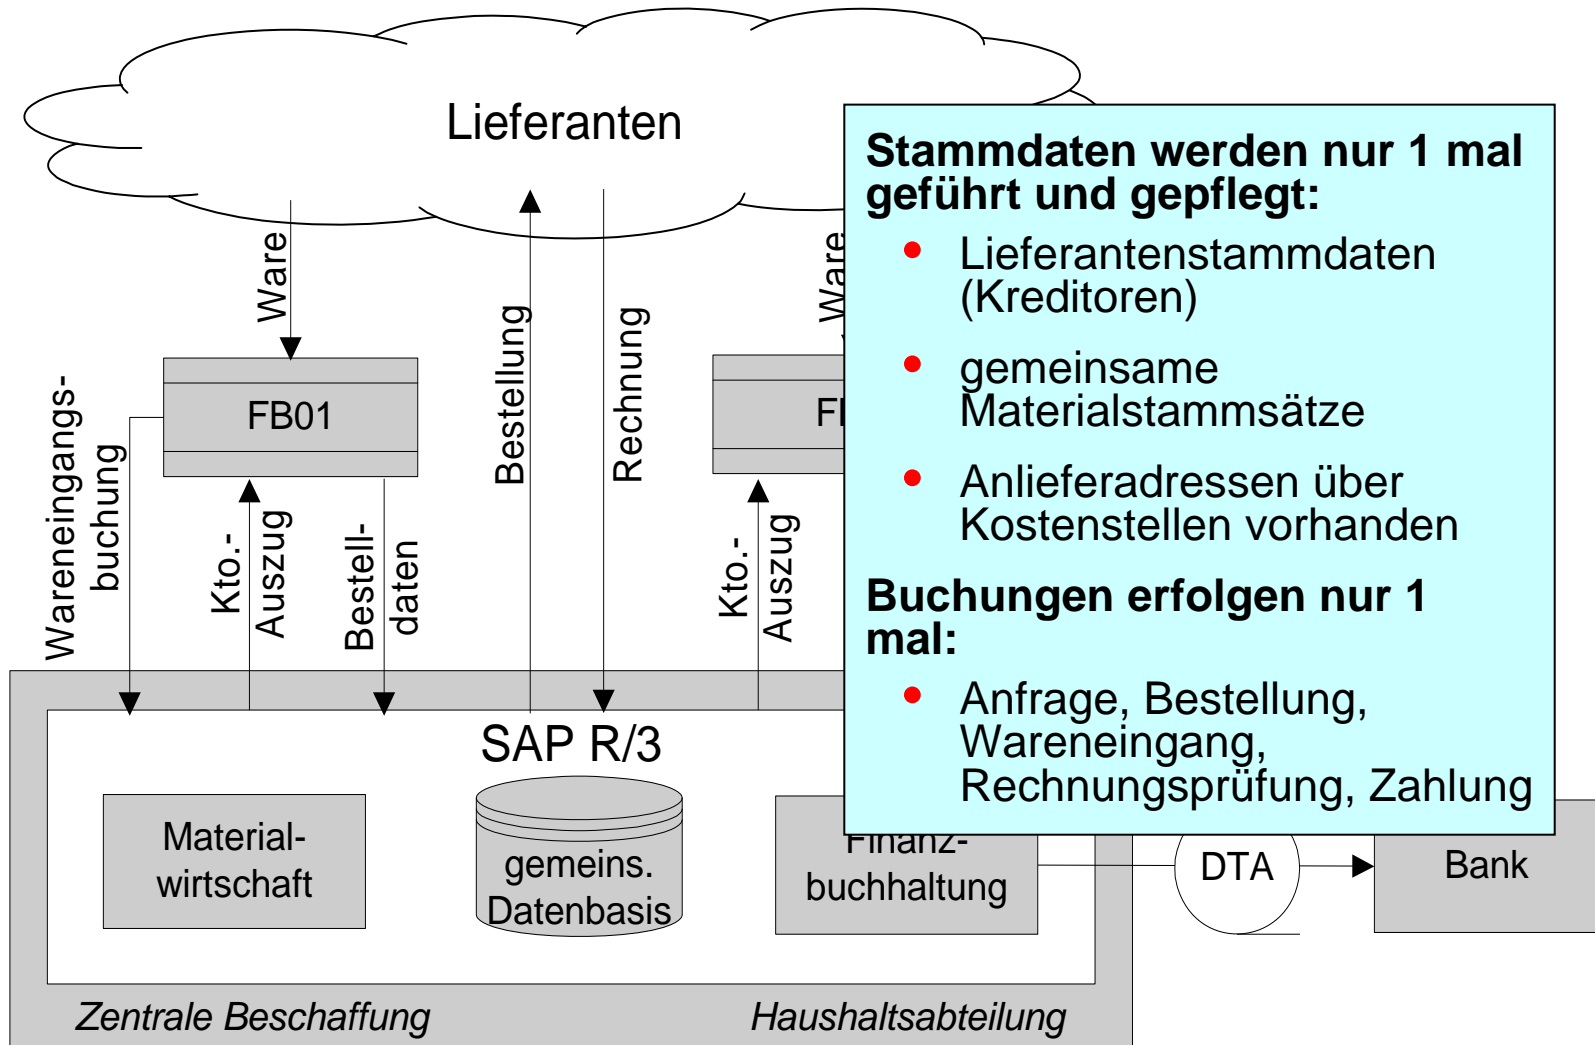 Lieferanten
Stammdaten werden nur 1 mal
geführt und gepflegt:
Lieferantenstammdaten
(Kreditoren)
gemeinsame
Materialstammsätze
Anlieferadressen über
Kostenstellen vorhanden
Buchungen erfolgen nur 1
mal:
Anfrage, Bestellung,
Wareneingang,
Rechnungsprüfung, Zahlung
Ware
Bestellung
Rechnung
Ware
FB01
Wareneingangs-
buchung
Kto.-
Auszug
Bestell-
daten
Kto.-
Auszug
SAP R/3
Material-
wirtschaft
gemeins.
Datenbasis
Finanz-
buchhaltung
DTA
Bank
Zentrale Beschaffung
Haushaltsabteilung